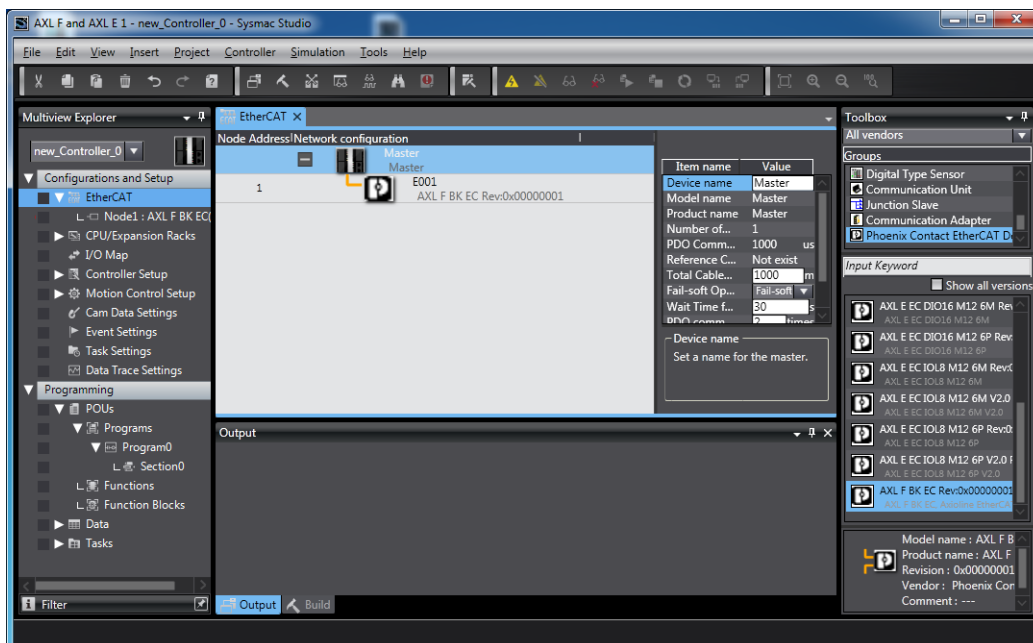 AXL F and AXL E 1 - new_Controller_0 - Sysmac Studio
File Edit View Insert Project Controller Simulation Tools Help
Multiview Explorer
new_Controller_0
Configurations and Setup
EtherCAT
Node1 : AXL F BK EC(
CPU/Expansion Racks
I/O Map
Controller Setup
Motion Control Setup
Cam Data Settings
Event Settings
Task Settings
Data Trace Settings
Programming
POUs
Programs
Program0
Section0
Functions
Function Blocks
Data
Tasks
Filter
EtherCAT
Node Address Network configuration
Master
Master
1
E001
AXL F BK EC Rev:0x00000001
Item name Value
Device name Master
Model name Master
Product name Master
Number of... 1
PDO Comm... 1000 us
Reference C... Not exist
Total Cable... 1000 m
Fail-soft Op... Fail-soft
Wait Time f... 30 s
PDO comm... 2 times
Device name
Set a name for the master.
Output
Output Build
Toolbox
All vendors
Groups
Digital Type Sensor
Communication Unit
Junction Slave
Communication Adapter
Phoenix Contact EtherCAT D
Input Keyword
Show all versions
AXL E EC DIO16 M12 6M Re
AXL E EC DIO16 M12 6M
AXL E EC DIO16 M12 6P Rev:
AXL E EC DIO16 M12 6P
AXL E EC IOL8 M12 6M Rev:0
AXL E EC IOL8 M12 6M
AXL E EC IOL8 M12 6M V2.0
AXL E EC IOL8 M12 6M V2.0
AXL E EC IOL8 M12 6P Rev:0
AXL E EC IOL8 M12 6P
AXL E EC IOL8 M12 6P V2.0
AXL E EC IOL8 M12 6P V2.0
AXL F BK EC Rev:0x00000001
AXL F BK EC, Axioline EtherCA
Model name : AXL F B
Product name : AXL F
Revision : 0x00000001
Vendor : Phoenix Con
Comment : ---